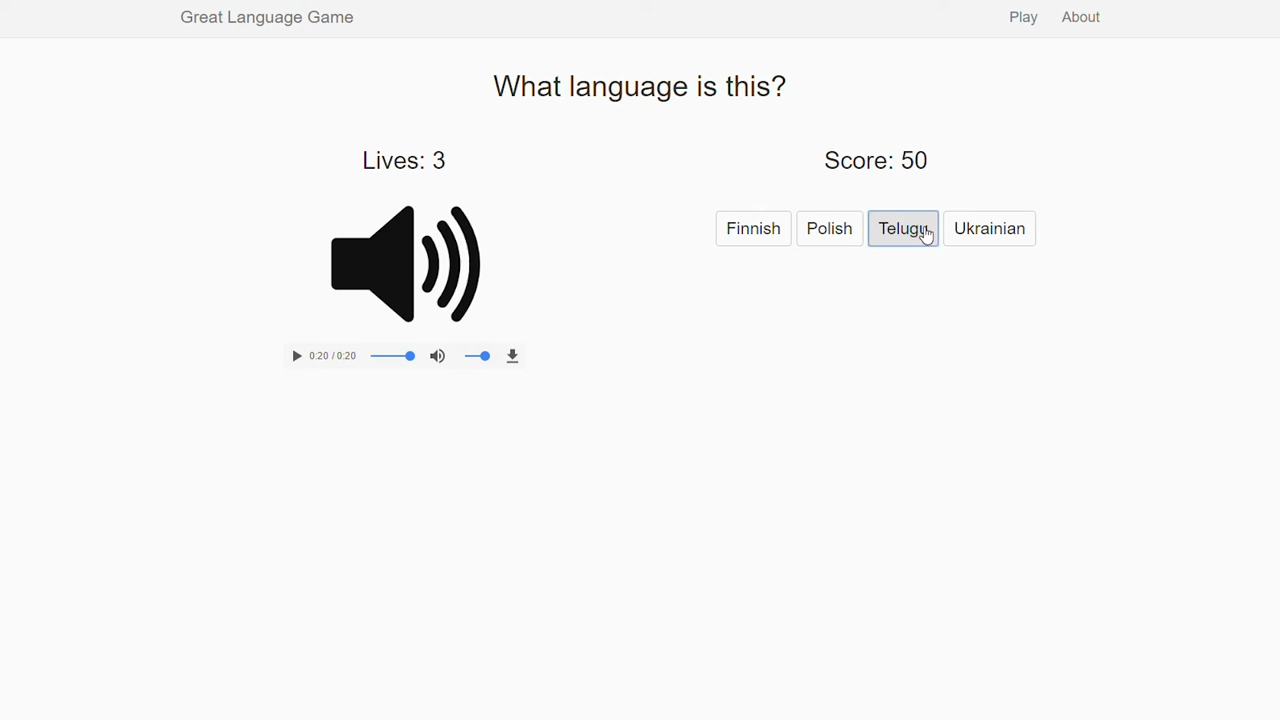 Great Language Game Play About
What language is this?
Lives: 3 Score: 50
Finnish Polish Telugu Ukrainian
0:20 / 0:20